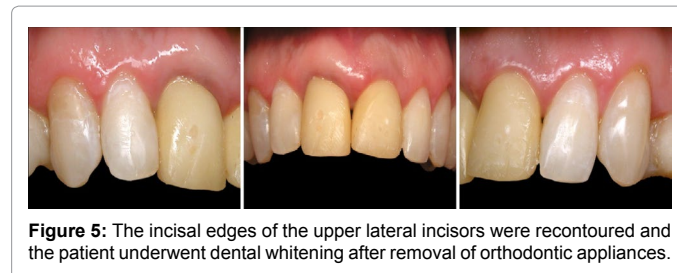 Figure 5: The incisal edges of the upper lateral incisors were recontoured and
the patient underwent dental whitening after removal of orthodontic appliances.